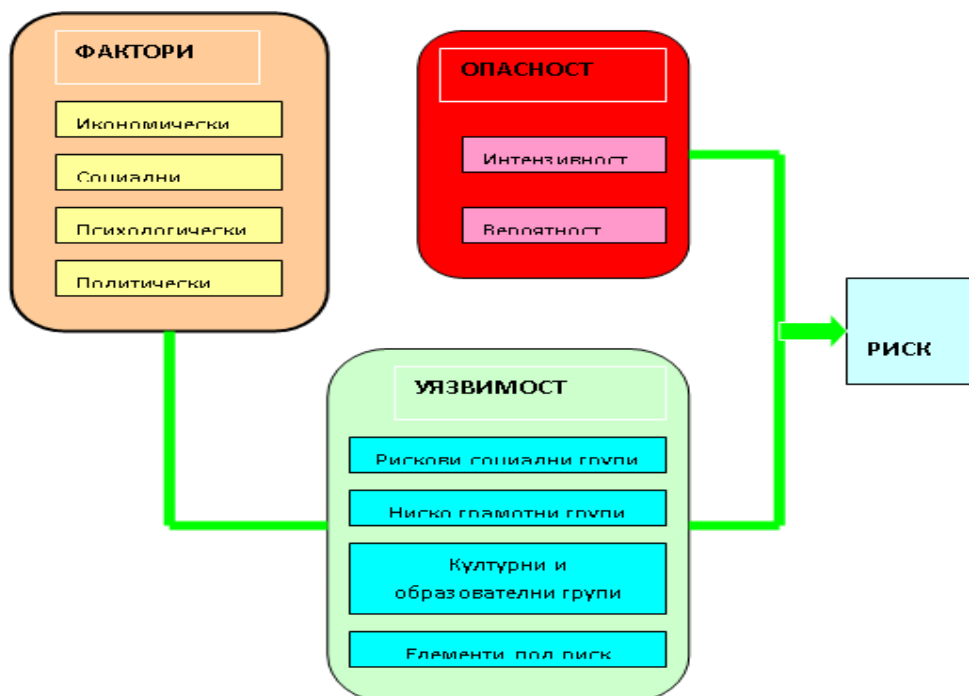 ФАКТОРИ
Икономически
Социални
Психологически
Политически
ОПАСНОСТ
Интензивност
Вероятност
РИСК
УЯЗВИМОСТ
Рискови социални групи
Ниско грамотни групи
Културни и
образователни групи
Елементи под риск